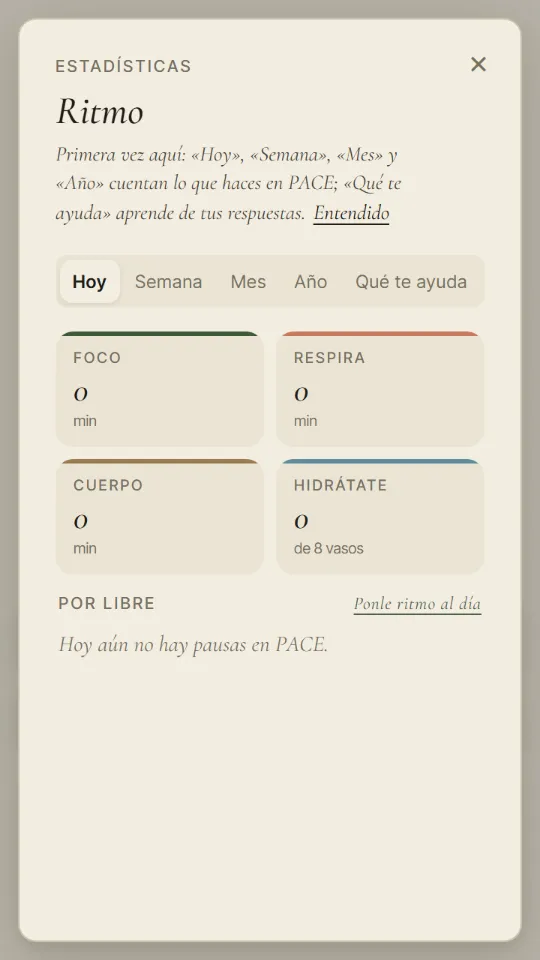 ESTADÍSTICAS
Ritmo
Primera vez aquí: «Hoy», «Semana», «Mes» y
«Año» cuentan lo que haces en PACE; «Qué te
ayuda» aprende de tus respuestas. Entendido
Hoy Semana Mes Año Qué te ayuda
FOCO
0
min
RESPIRA
0
min
CUERPO
0
min
HIDRÁTATE
0
de 8 vasos
POR LIBRE
Ponle ritmo al día
Hoy aún no hay pausas en PACE.